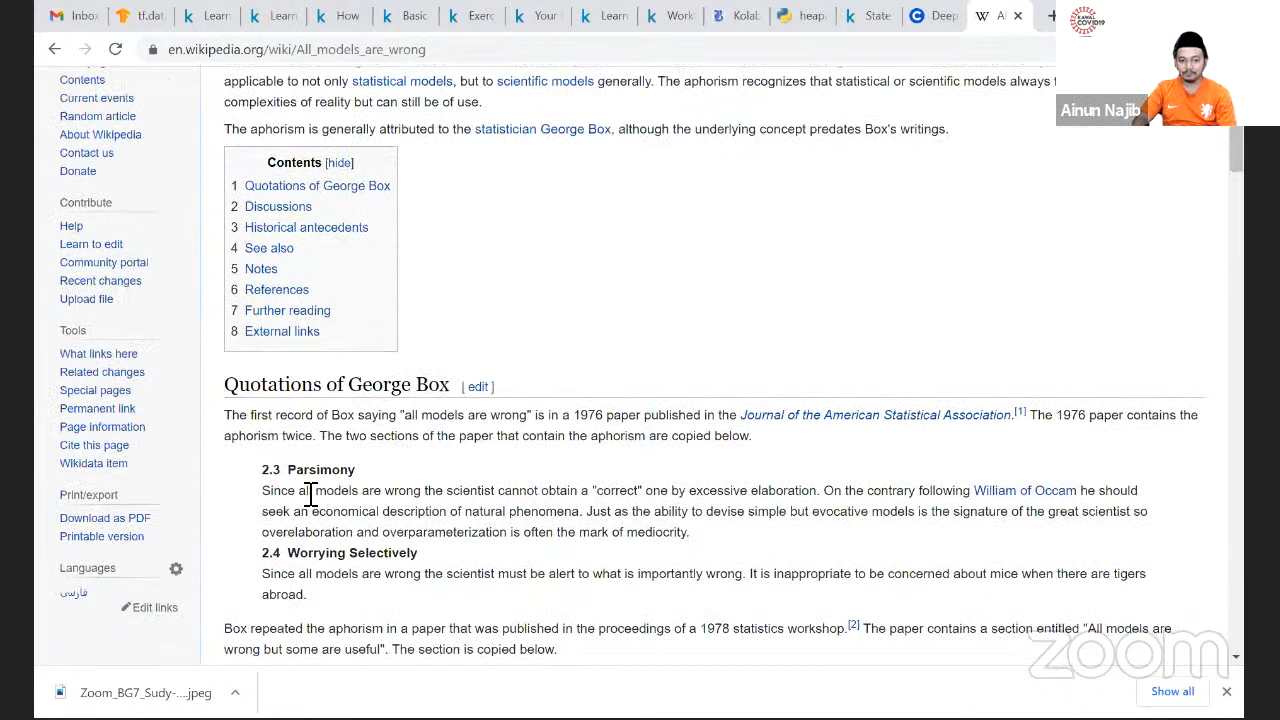 Inbo
tf.dat.
Learn
Learn
How
Basic
Exerc
Your
Learn
Work
Kolab
heap
State
Deep
W
en.wikipedia.org/wiki/All_models_are_wrong
KAWAL
COVID19
Ainun Najib
Contents
Current events
Random article
About Wikipedia
Contact us
Donate
Contribute
Help
Learn to edit
Community portal
Recent changes
Upload file
Tools
What links here
Related changes
Special pages
Permanent link
Page information
Cite this page
Wikidata item
Print/export
Download as PDF
Printable version
Languages
فارسی
Edit links
applicable to not only statistical models, but to scientific models generally. The aphorism recognizes that statistical or scientific models always
complexities of reality but can still be of use.
The aphorism is generally attributed to the statistician George Box, although the underlying concept predates Box's writings.
Contents [hide]
1 Quotations of George Box
2 Discussions
3 Historical antecedents
4 See also
5 Notes
6 References
7 Further reading
8 External links
Quotations of George Box [ edit ]
The first record of Box saying "all models are wrong" is in a 1976 paper published in the Journal of the American Statistical Association.[1] The 1976 paper contains the
aphorism twice. The two sections of the paper that contain the aphorism are copied below.
2.3 Parsimony
Since all models are wrong the scientist cannot obtain a "correct" one by excessive elaboration. On the contrary following William of Occam he should
seek an economical description of natural phenomena. Just as the ability to devise simple but evocative models is the signature of the great scientist so
overelaboration and overparameterization is often the mark of mediocrity.
2.4 Worrying Selectively
Since all models are wrong the scientist must be alert to what is importantly wrong. It is inappropriate to be concerned about mice when there are tigers
abroad.
Box repeated the aphorism in a paper that was published in the proceedings of a 1978 statistics workshop.[2] The paper contains a section entitled "All models are
wrong but some are useful". The section is copied below.
zoom
Zoom_BG7_Sudy-....jpeg
Show all